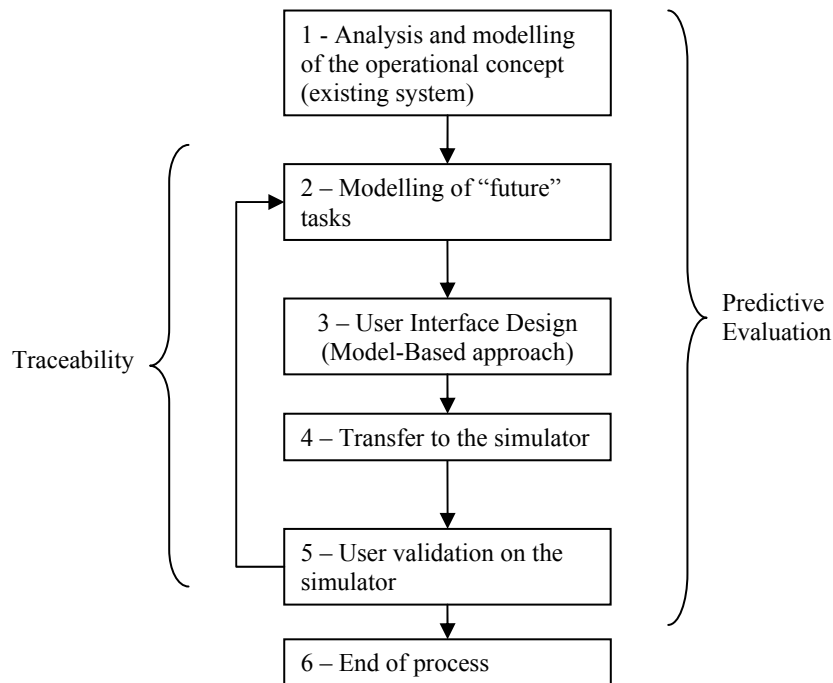 1 - Analysis and modelling
of the operational concept
(existing system)
2 – Modelling of “future”
tasks
3 – User Interface Design
(Model-Based approach)
Predictive
Evaluation
Traceability
4 – Transfer to the simulator
5 – User validation on the
simulator
6 – End of process